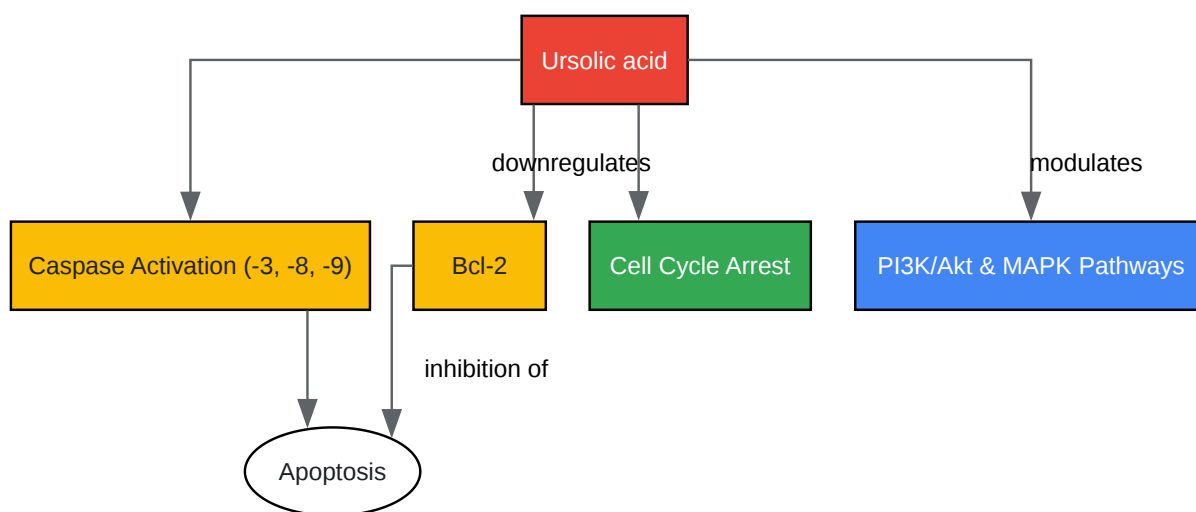 Ursolic acid
downregulates
modulates
Caspase Activation (-3, -8, -9)
Bcl-2
Cell Cycle Arrest
PI3K/Akt & MAPK Pathways
inhibition of
Apoptosis